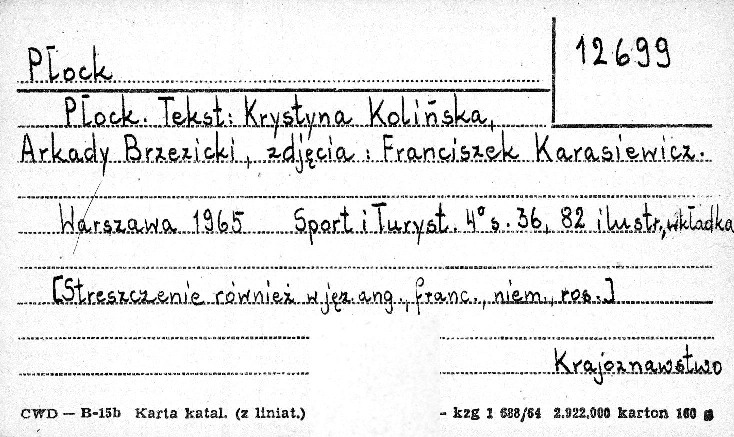 Płock
12699
Płock. Tekst: Krystyna Kolińska,
Arkady Brzezicki, zdjęcia: Franciszek Karasiewicz.
Warszawa 1965 Sport i Turyst. 4° s. 36, 82 ilustr., wkładka
[Streszczenie również w jęz. ang., franc., niem., ros.]
Krajoznawstwo
CWD — B-15b Karta katal. (z liniat.) - kzg 1 688/64 2.922,000 karton 160 g